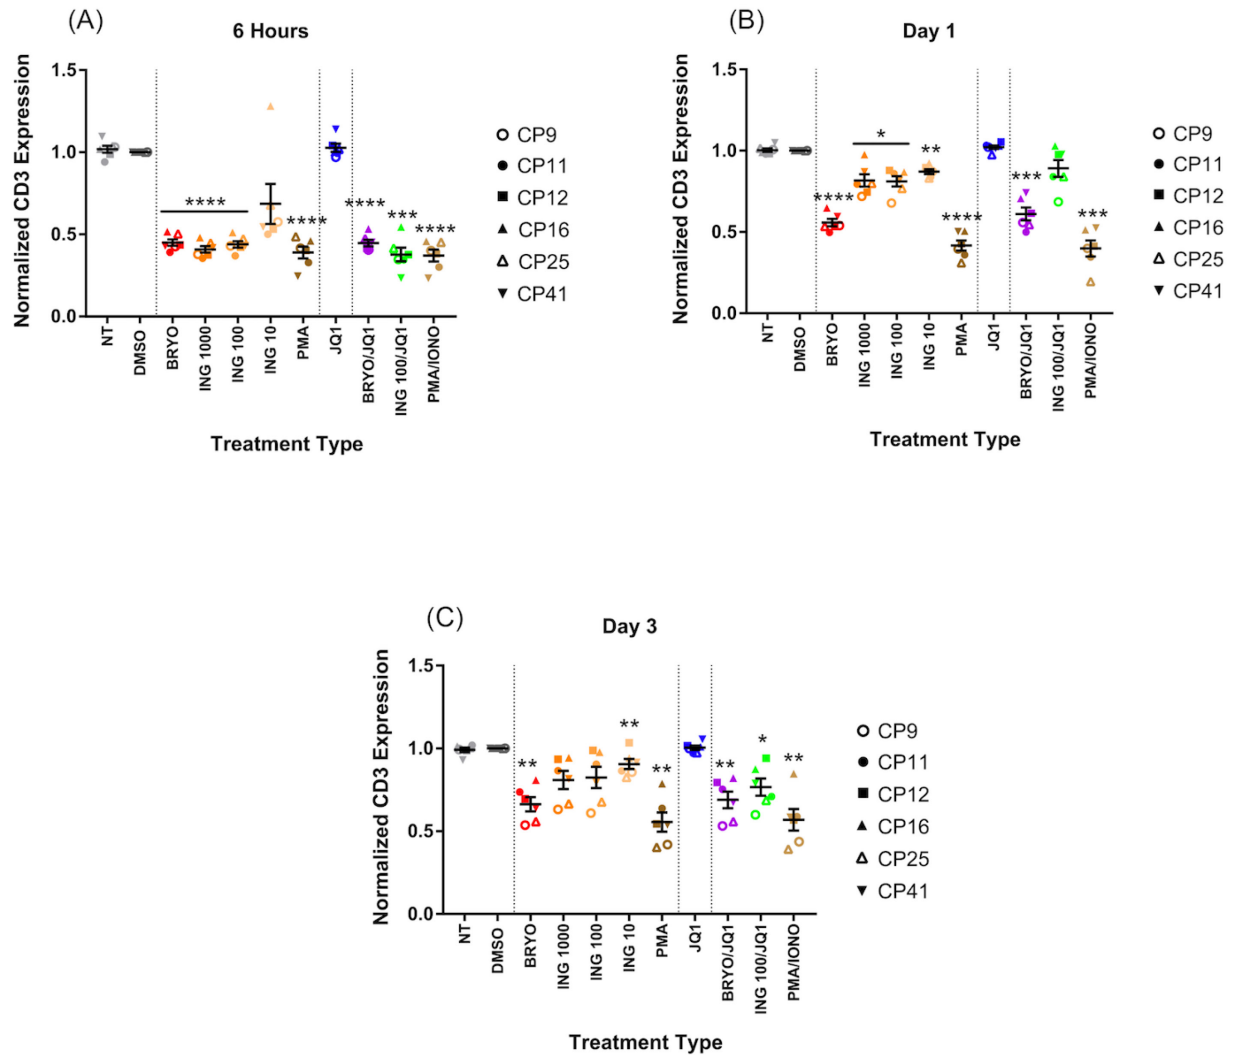 (A)
6 Hours
Normalized CD3 Expression
1.5
1.0
0.5
0.0
****
****
****
***
****
NT
DMSO
BRYO
ING 1000
ING 100
ING 10
PMA
JQ1
BRYO/JQ1
ING 100/JQ1
PMA/IONO
Treatment Type
CP9
CP11
CP12
CP16
CP25
CP41
(B)
Day 1
Normalized CD3 Expression
1.5
1.0
0.5
0.0
****
*
**
****
***
***
NT
DMSO
BRYO
ING 1000
ING 100
ING 10
PMA
JQ1
BRYO/JQ1
ING 100/JQ1
PMA/IONO
Treatment Type
CP9
CP11
CP12
CP16
CP25
CP41
(C)
Day 3
Normalized CD3 Expression
1.5
1.0
0.5
0.0
**
**
**
**
*
**
NT
DMSO
BRYO
ING 1000
ING 100
ING 10
PMA
JQ1
BRYO/JQ1
ING 100/JQ1
PMA/IONO
Treatment Type
CP9
CP11
CP12
CP16
CP25
CP41